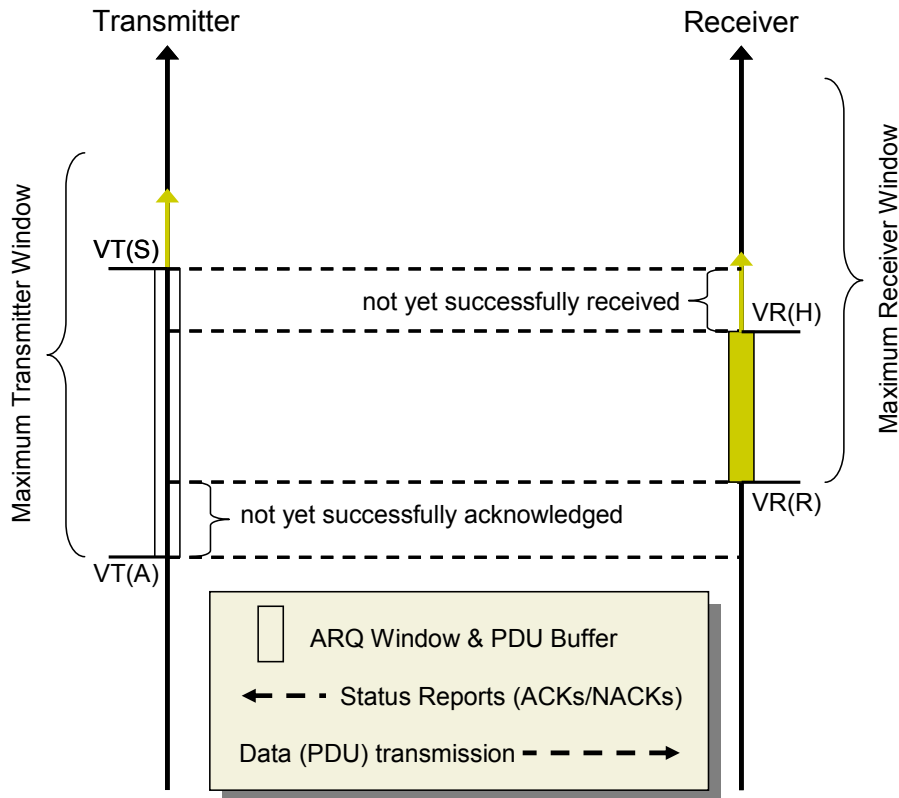 Transmitter
Receiver
Maximum Transmitter Window
Maximum Receiver Window
VT(S)
not yet successfully received
VR(H)
VR(R)
not yet successfully acknowledged
VT(A)
ARQ Window & PDU Buffer
Status Reports (ACKs/NACKs)
Data (PDU) transmission